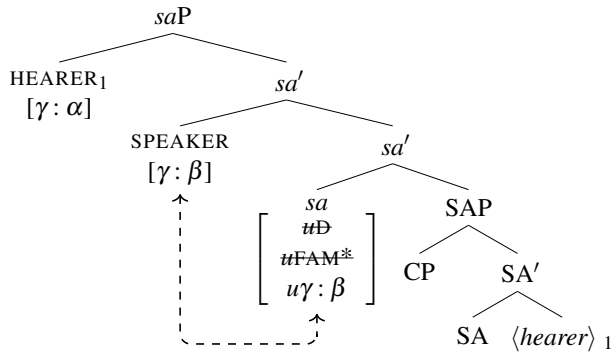 saP
HEARER1 sa′
[γ : α]
SPEAKER sa′
[γ : β]
sa SAP
uD
uFAM* CP SA′
uγ : β
SA ⟨hearer⟩ 1